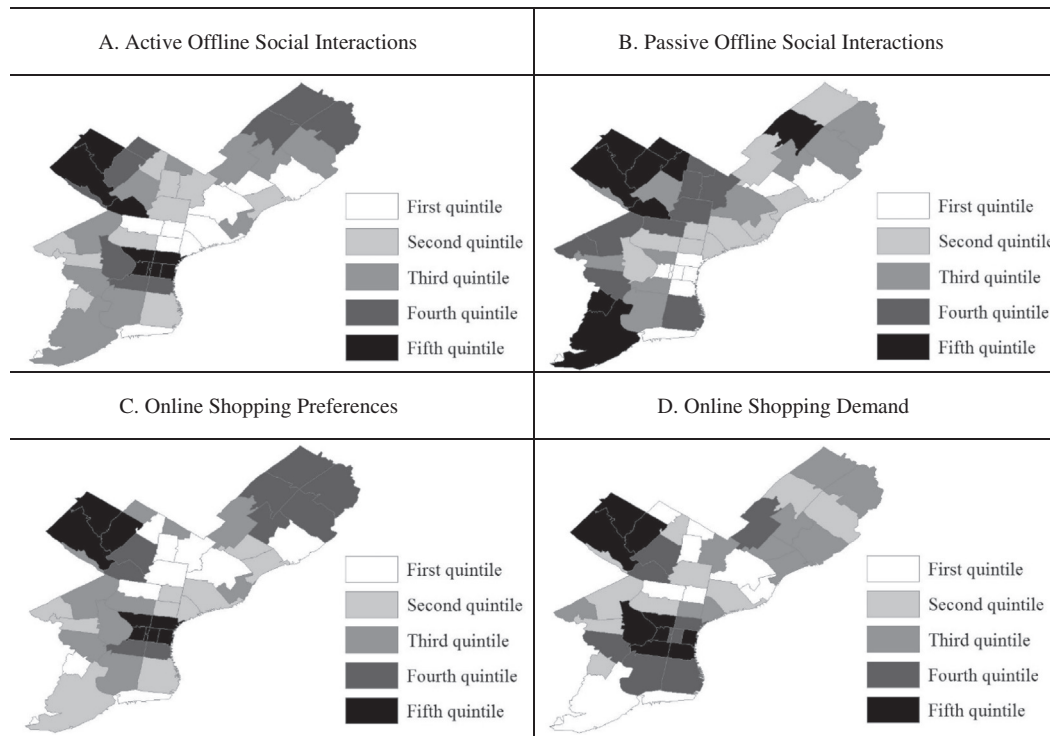 A. Active Offline Social Interactions
B. Passive Offline Social Interactions
First quintile
Second quintile
Third quintile
Fourth quintile
Fifth quintile
First quintile
Second quintile
Third quintile
Fourth quintile
Fifth quintile
C. Online Shopping Preferences
D. Online Shopping Demand
First quintile
Second quintile
Third quintile
Fourth quintile
Fifth quintile
First quintile
Second quintile
Third quintile
Fourth quintile
Fifth quintile